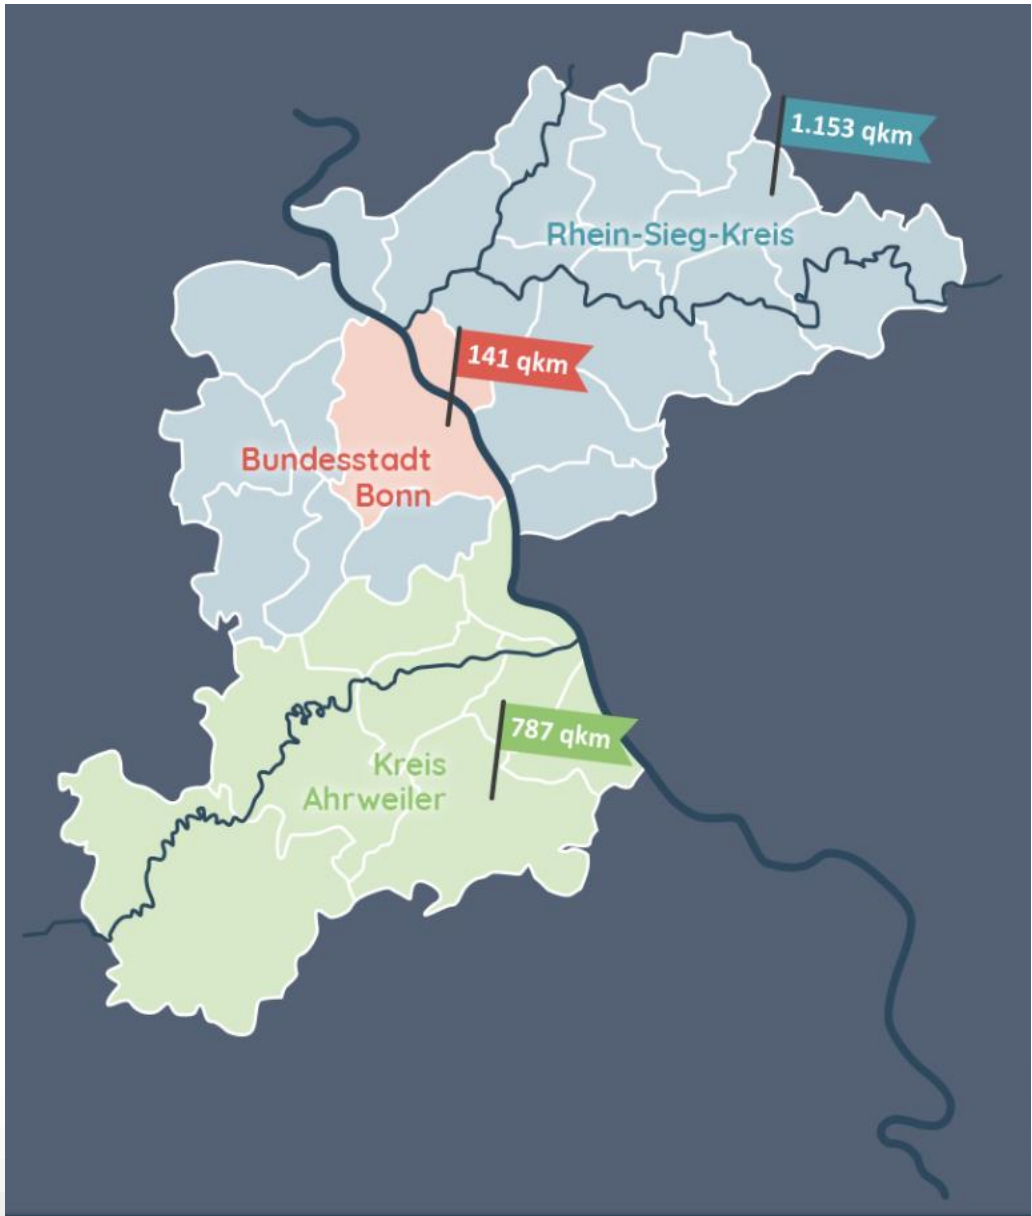 1.153 qkm
Rhein-Sieg-Kreis
141 qkm
Bundesstadt
Bonn
787 qkm
Kreis
Ahrweiler